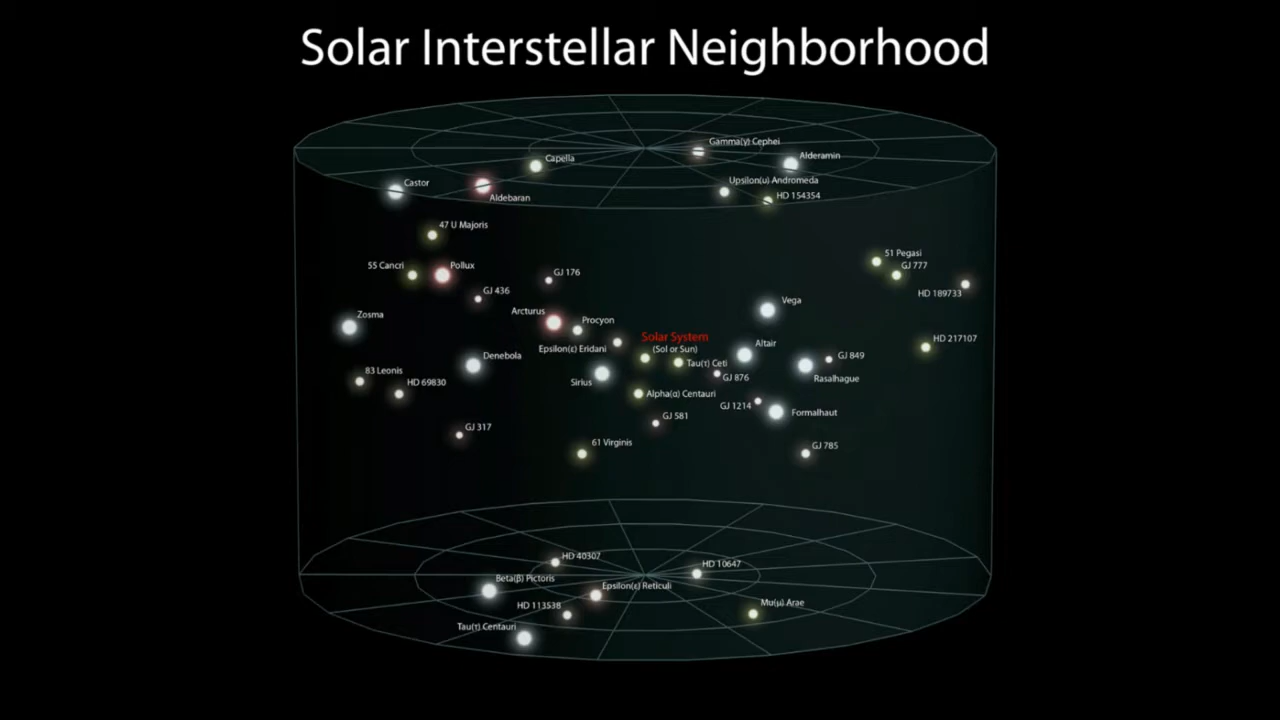 Solar Interstellar Neighborhood
Gamma(γ) Cephei
Alderamin
Capella
Castor
Aldebaran
Upsilon(υ) Andromeda
HD 154354
47 U Majoris
51 Pegasi
55 Cancri
Pollux
GJ 777
GJ 176
GJ 436
HD 189733
Vega
Zosma
Arcturus
Procyon
Solar System
(Sol or Sun)
Epsilon(ε) Eridani
HD 217107
Altair
Denebola
Tau(τ) Ceti
GJ 849
83 Leonis
HD 69830
Sirius
GJ 876
Rasalhague
Alpha(α) Centauri
GJ 1214
Formalhaut
GJ 581
GJ 317
61 Virginis
GJ 785
HD 40307
HD 10647
Beta(β) Pictoris
Epsilon(ε) Reticuli
HD 113538
Mu(μ) Arae
Tau(τ) Centauri